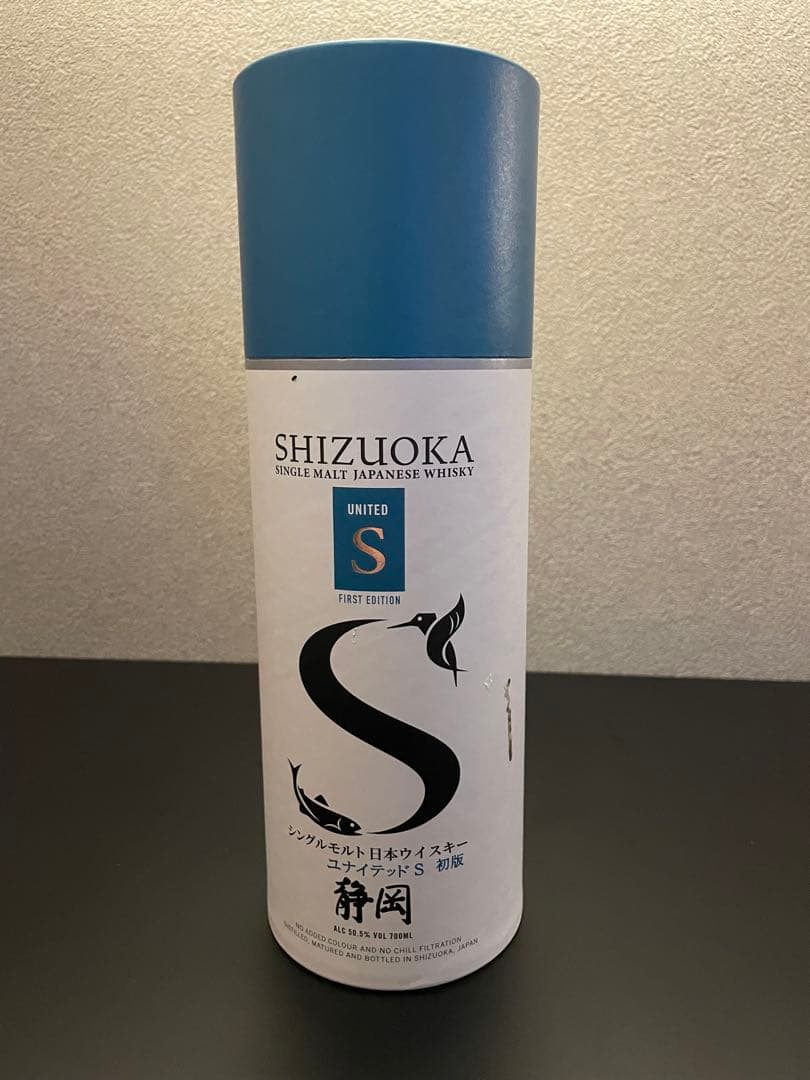 SHIZUOKA
SINGLE MALT JAPANESE WHISKY
UNITED
S
FIRST EDITION
S
シングルモルト日本ウイスキー
ユナイテッド S 初版
静岡
ALC 50.5% VOL 700ML
NO ADDED COLOUR AND NO CHILL FILTRATION
DISTILLED, MATURED AND BOTTLED IN SHIZUOKA, JAPAN